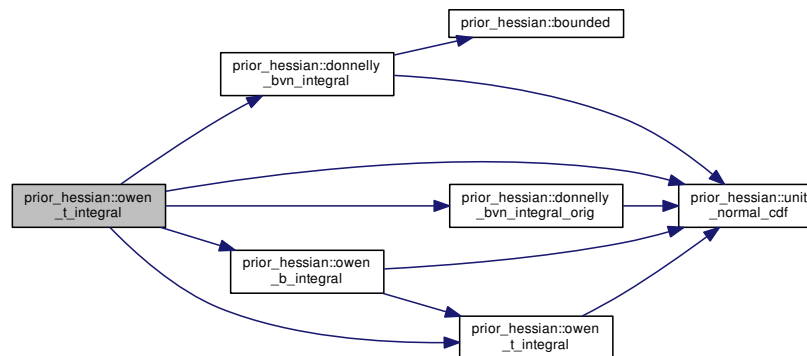 prior_hessian::bounded
prior_hessian::donnelly
_bvn_integral
prior_hessian::owen
_t_integral
prior_hessian::donnelly
_bvn_integral_orig
prior_hessian::unit
_normal_cdf
prior_hessian::owen
_b_integral
prior_hessian::owen
_t_integral